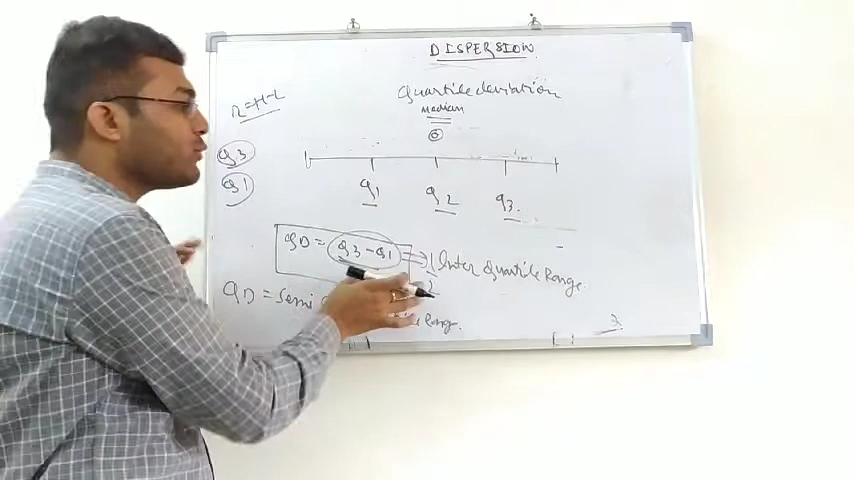 DISPERSION
Quartile deviation
Median
R=H-L
Q3
Q1
Q1 Q2 Q3
QD = Q3-Q1 Inter Quartile Range.
QD = Semi
Range.
2